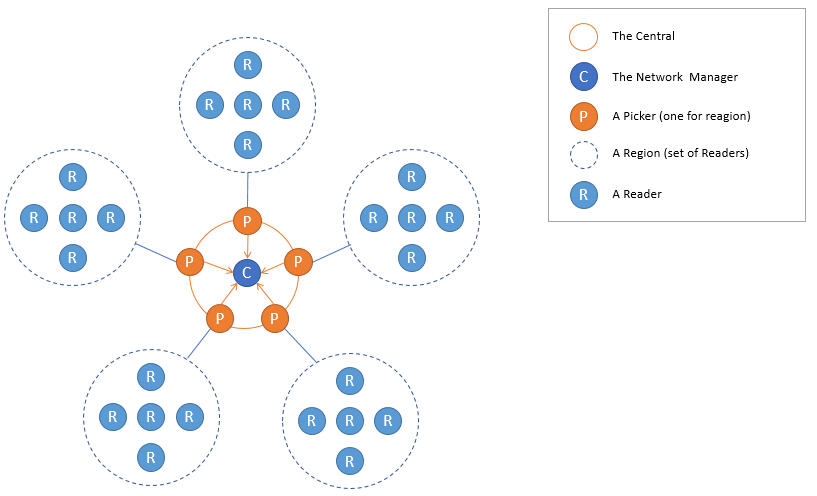 R
R R R
R
R
R R R
R
R
R R R
R
P
P
P
C
P
P
R
R R R
R
R
R R R
R
The Central
C The Network Manager
P A Picker (one for reagion)
A Region (set of Readers)
R A Reader